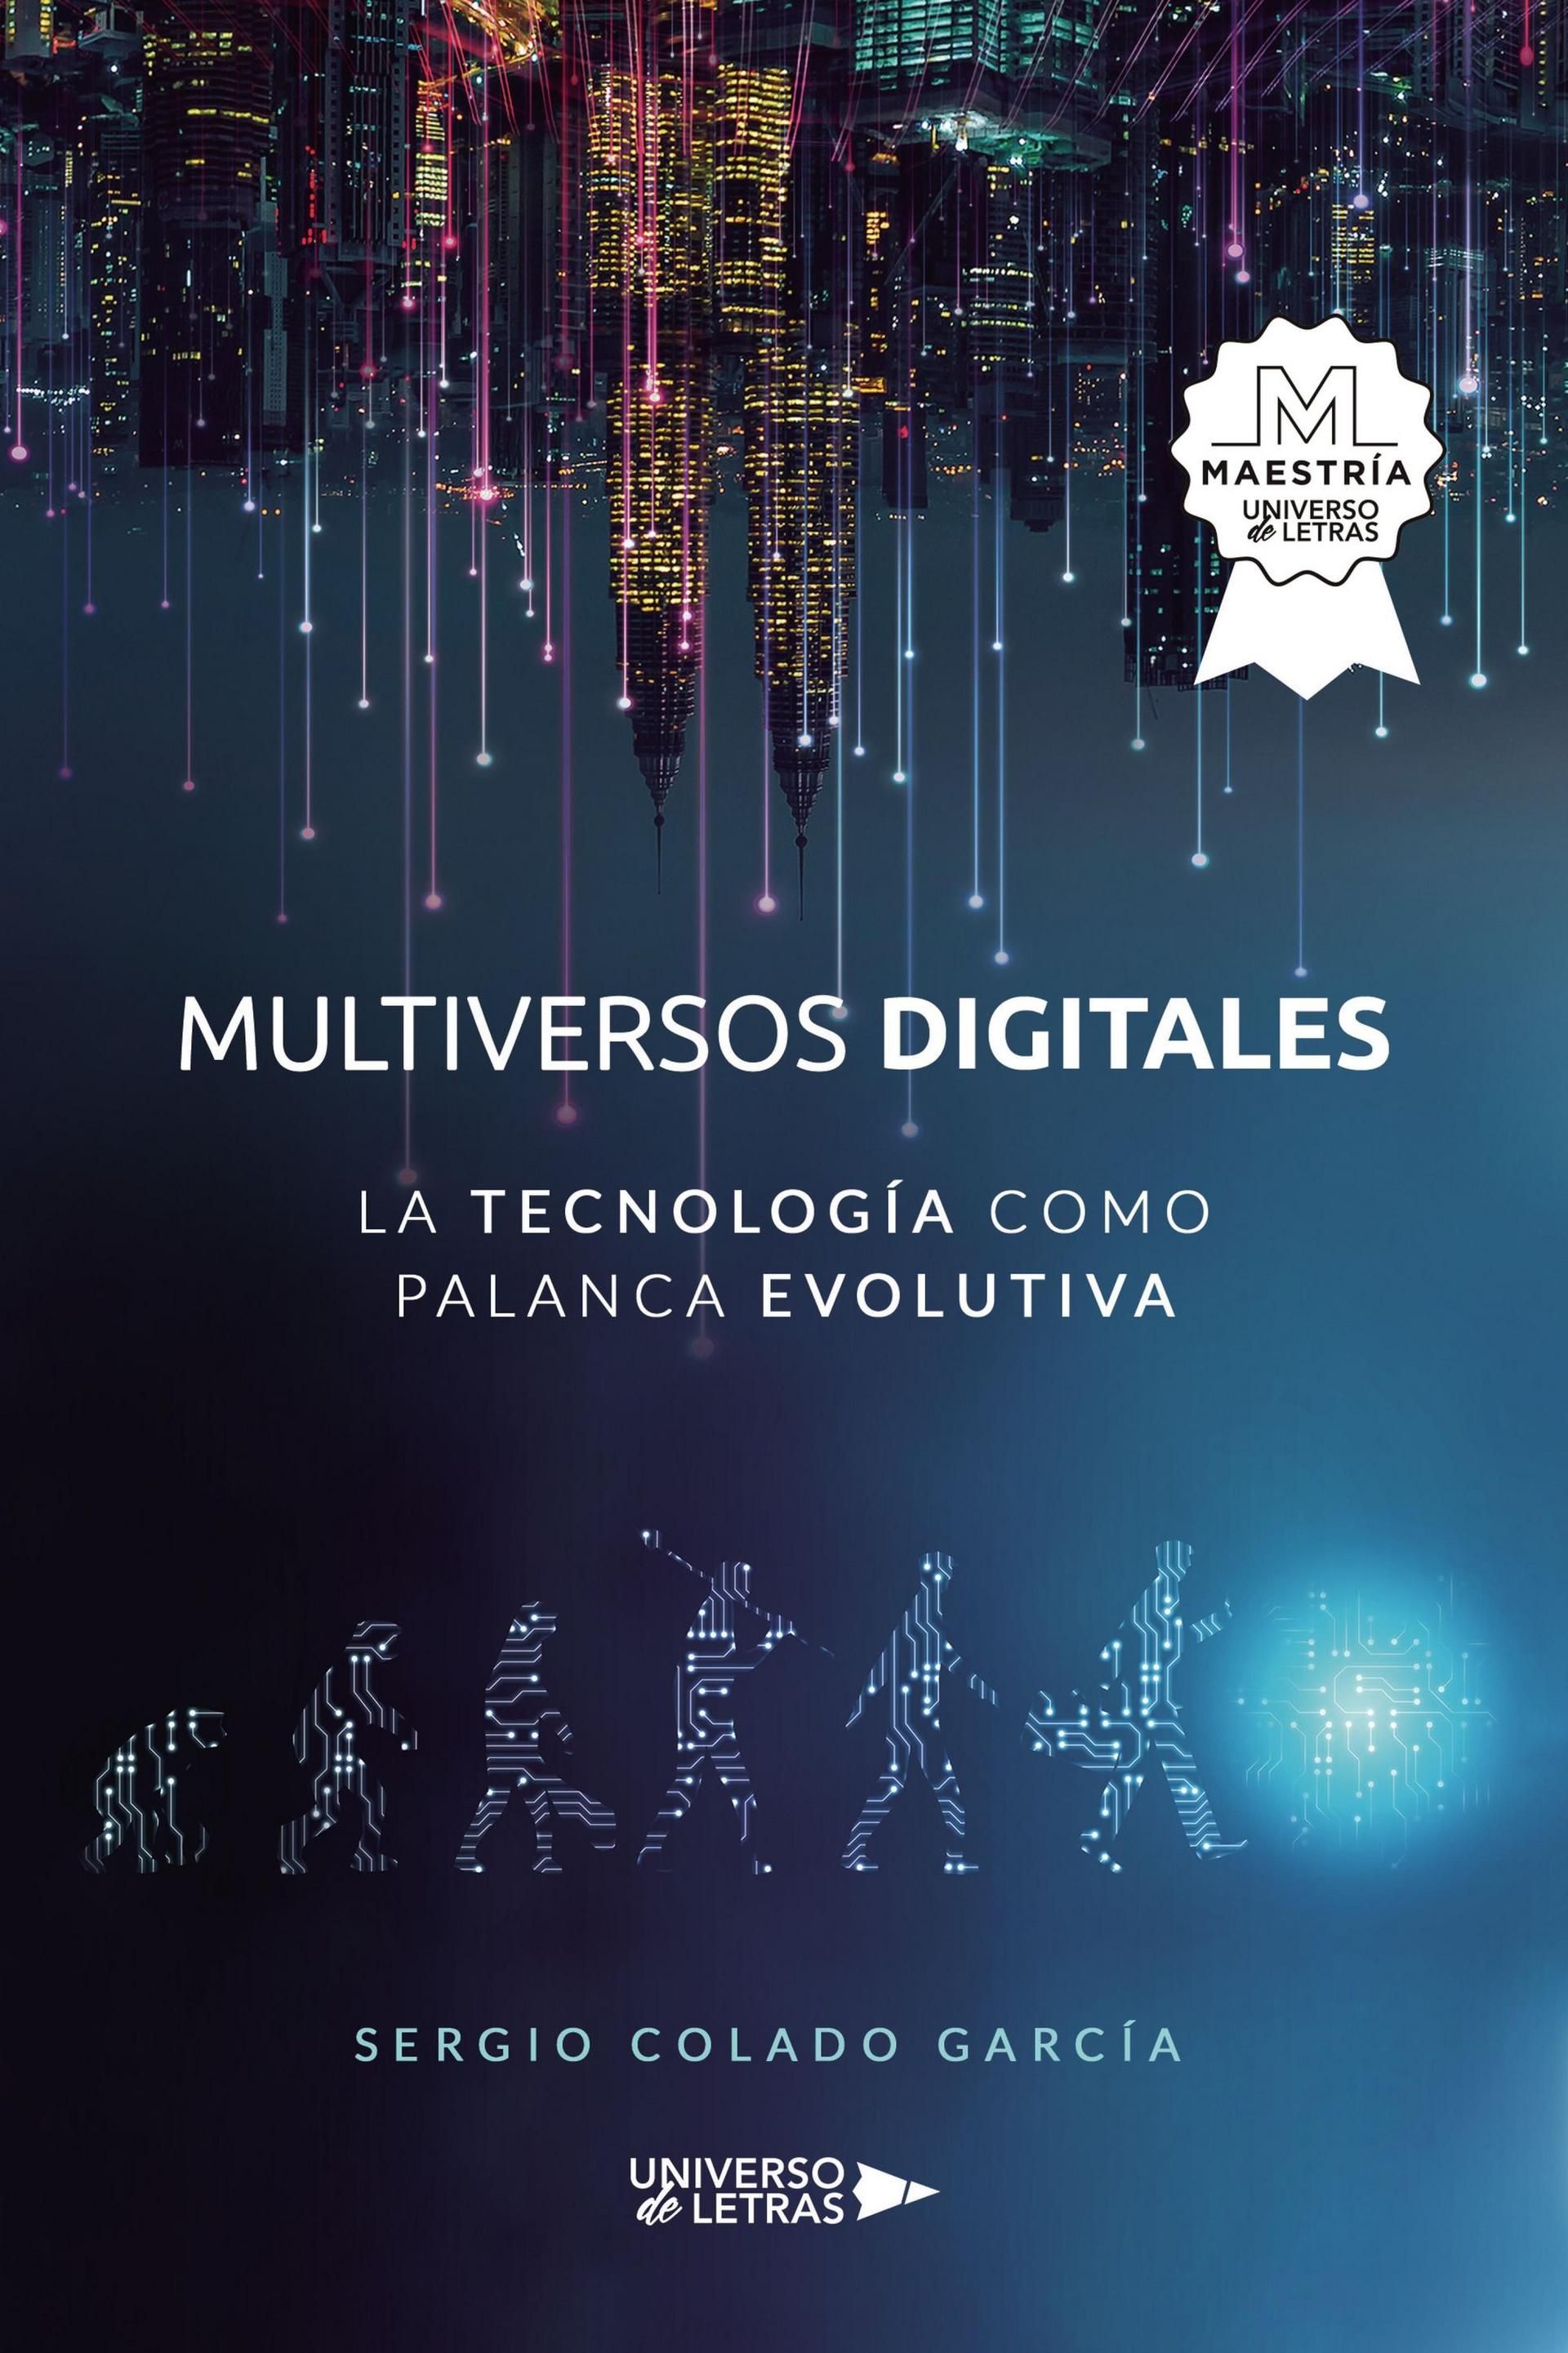 M
MAESTRÍA
UNIVERSO
de LETRAS
MULTIVERSOS DIGITALES
LA TECNOLOGÍA COMO
PALANCA EVOLUTIVA
SERGIO COLADO GARCÍA
UNIVERSO
de LETRAS